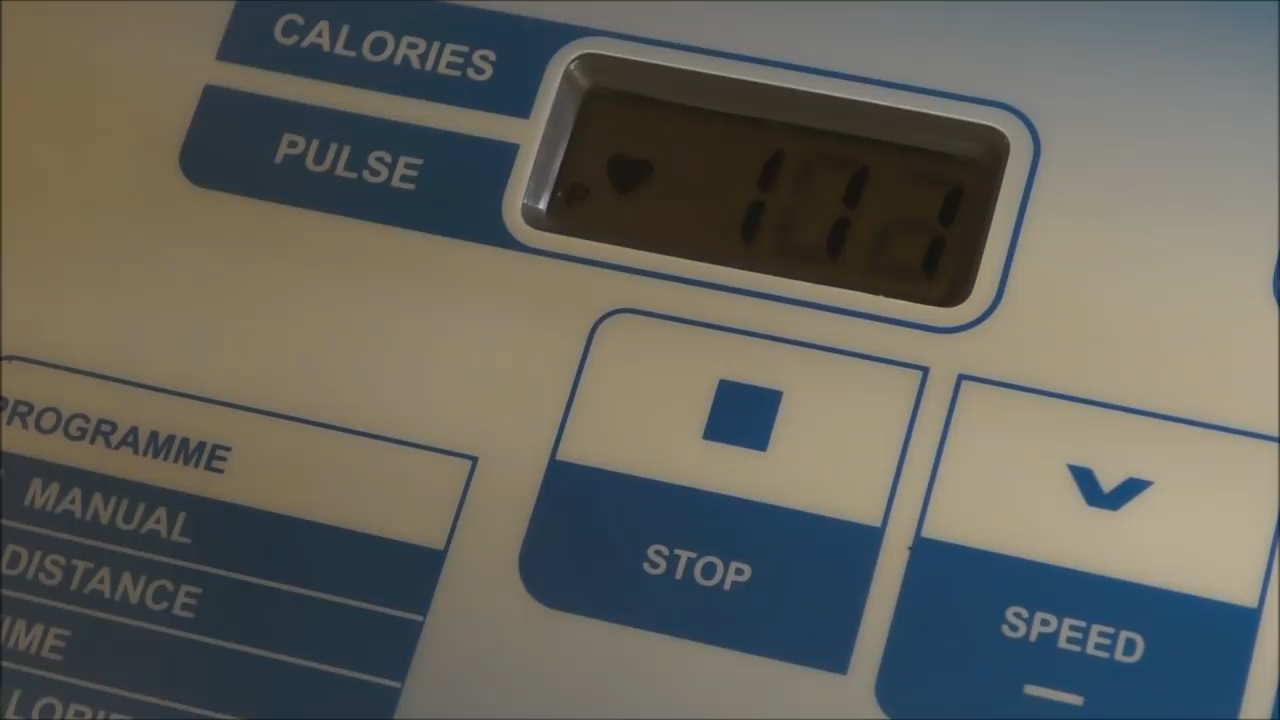 CALORIES
PULSE
P
PROGRAMME
MANUAL
DISTANCE
IME
STOP
SPEED